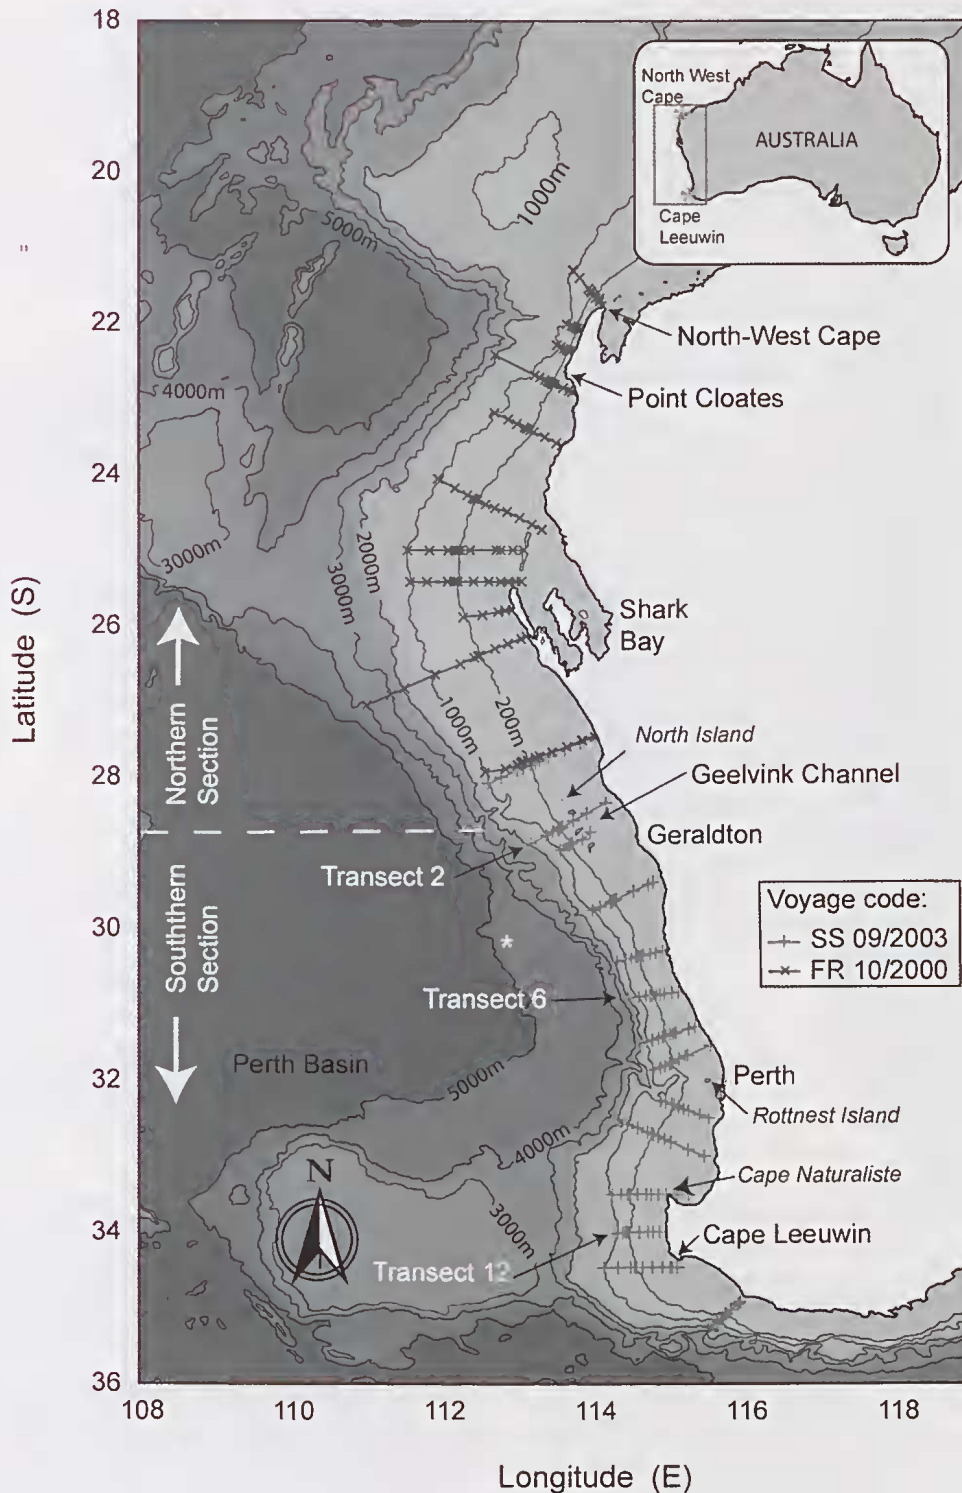 18
20
22
24
26
28
30
32
34
36
Latitude (S)
108
110
112
114
116
118
Longitude (E)
North West
Cape
AUSTRALIA
Cape
Leeuwin
1000m
5000m
North-West Cape
Point Cloates
4000m
3000m
2000m
3000m
Shark
Bay
1000m
200m
North Island
Geelvink Channel
Geraldton
Northern
Section
Transect 2
Souththern
Section
Voyage code:
SS 09/2003
FR 10/2000
*
Transect 6
Perth Basin
5000m
Perth
Rottnest Island
4000m
Cape Naturaliste
N
3000m
Cape Leeuwin
Transect 12